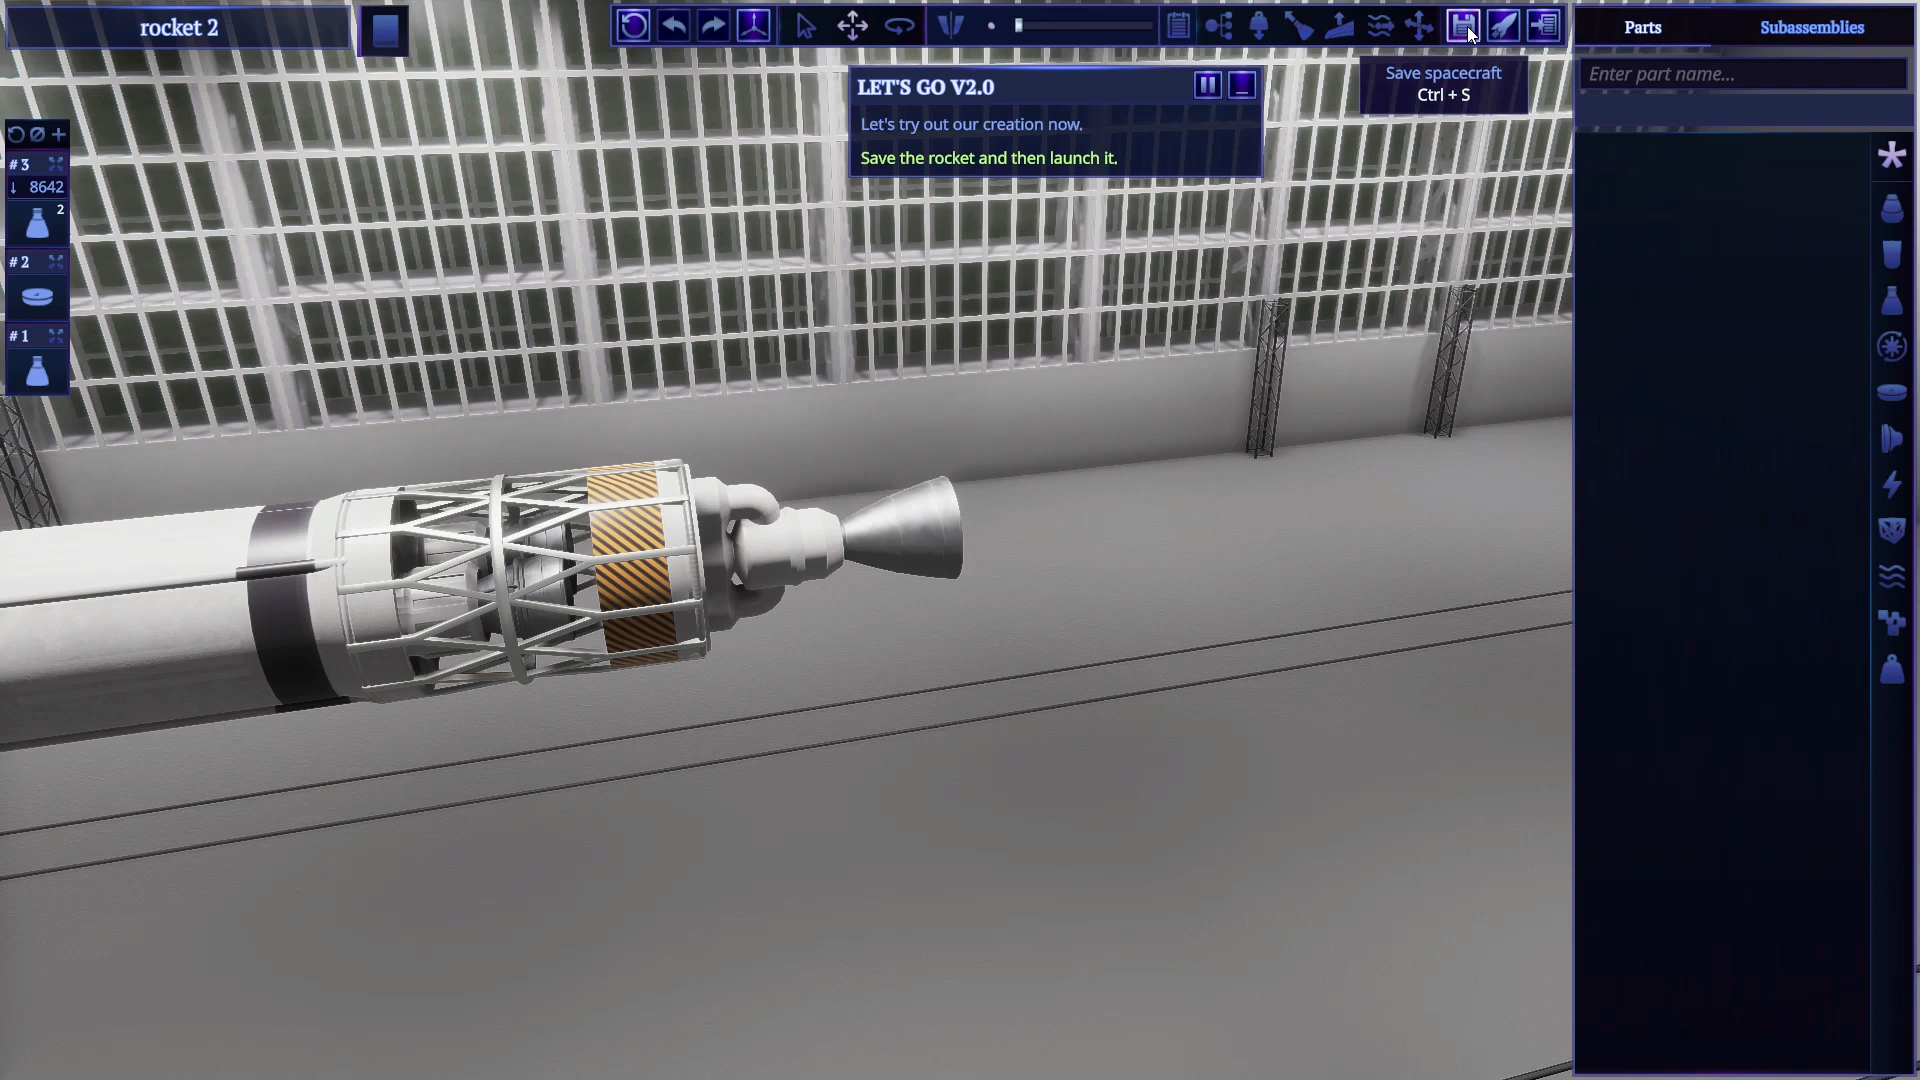 rocket 2
Parts
Subassemblies
Enter part name...
Save spacecraft
Ctrl + S
LET'S GO V2.0
Let's try out our creation now.
Save the rocket and then launch it.
# 3
↓ 8642
2
# 2
# 1